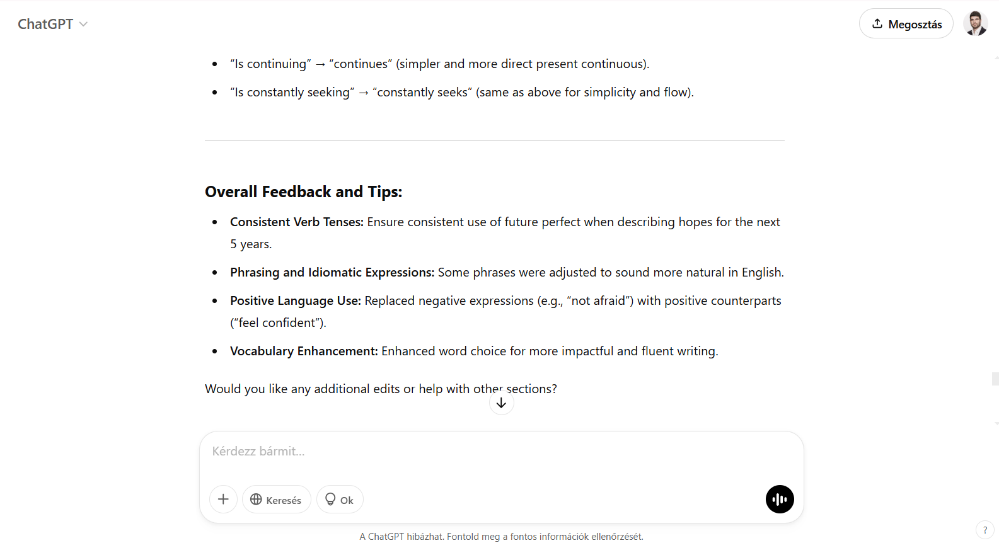 ChatGPT
Megosztás
“Is continuing” → “continues” (simpler and more direct present continuous).
“Is constantly seeking” → “constantly seeks” (same as above for simplicity and flow).
Overall Feedback and Tips:
Consistent Verb Tenses: Ensure consistent use of future perfect when describing hopes for the next
5 years.
Phrasing and Idiomatic Expressions: Some phrases were adjusted to sound more natural in English.
Positive Language Use: Replaced negative expressions (e.g., “not afraid”) with positive counterparts
(“feel confident”).
Vocabulary Enhancement: Enhanced word choice for more impactful and fluent writing.
Would you like any additional edits or help with other sections?
Kérdezz bármit...
Keresés
Ok
A ChatGPT hibázhat. Fontold meg a fontos információk ellenőrzését.
?